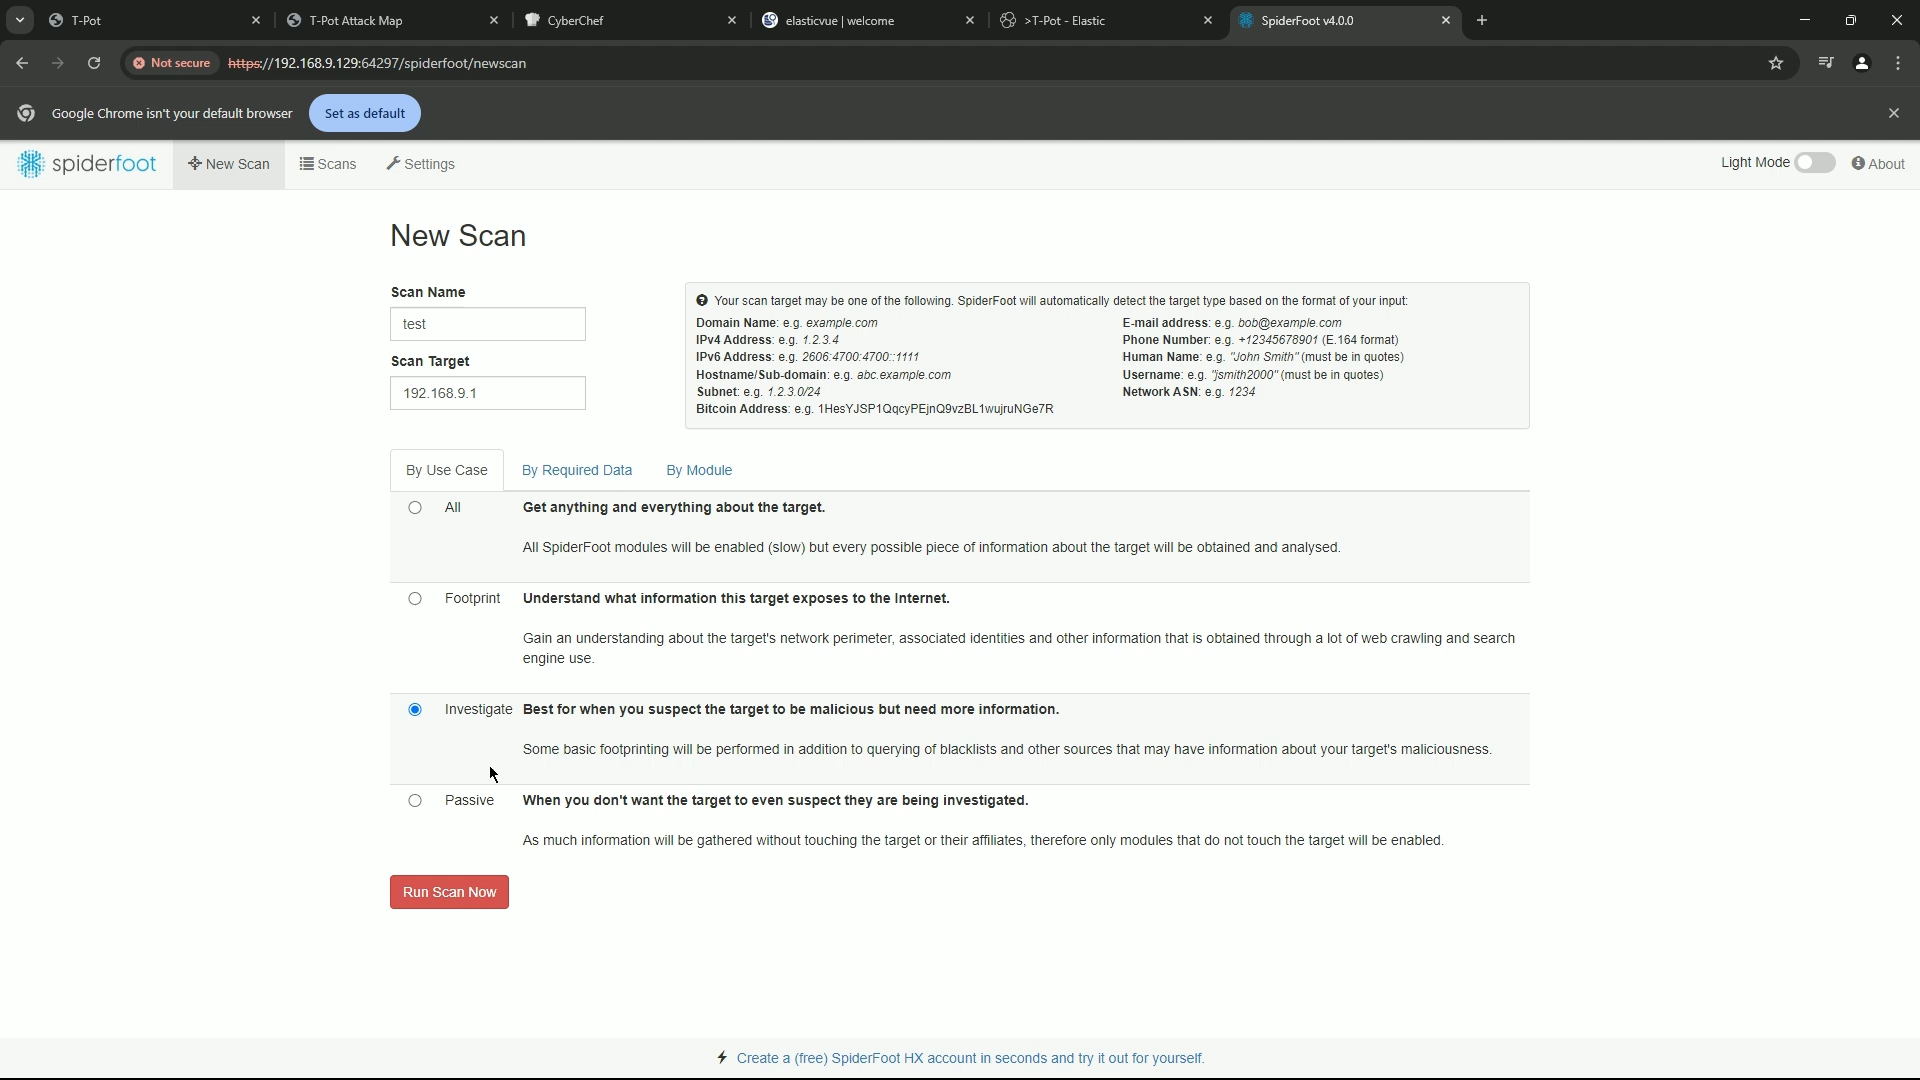 T-Pot
T-Pot Attack Map
CyberChef
elasticvue | welcome
>T-Pot - Elastic
SpiderFoot v4.0.0
Not secure
https://192.168.9.129:64297/spiderfoot/newscan
Google Chrome isn't your default browser
Set as default
spiderfoot
New Scan
Scans
Settings
Light Mode
About
New Scan
Scan Name
test
Scan Target
192.168.9.1
Your scan target may be one of the following. SpiderFoot will automatically detect the target type based on the format of your input:
Domain Name: e.g. example.com
IPv4 Address: e.g. 1.2.3.4
IPv6 Address: e.g. 2606:4700:4700::1111
Hostname/Sub-domain: e.g. abc.example.com
Subnet: e.g. 1.2.3.0/24
Bitcoin Address: e.g. 1HesYJSP1QqcyPEjnQ9vzBL1wujruNGe7R
E-mail address: e.g. bob@example.com
Phone Number: e.g. +12345678901 (E.164 format)
Human Name: e.g. "John Smith" (must be in quotes)
Username: e.g. "jsmith2000" (must be in quotes)
Network ASN: e.g. 1234
By Use Case
By Required Data
By Module
All
Get anything and everything about the target.
All SpiderFoot modules will be enabled (slow) but every possible piece of information about the target will be obtained and analysed.
Footprint
Understand what information this target exposes to the Internet.
Gain an understanding about the target's network perimeter, associated identities and other information that is obtained through a lot of web crawling and search
engine use.
Investigate
Best for when you suspect the target to be malicious but need more information.
Some basic footprinting will be performed in addition to querying of blacklists and other sources that may have information about your target's maliciousness.
Passive
When you don't want the target to even suspect they are being investigated.
As much information will be gathered without touching the target or their affiliates, therefore only modules that do not touch the target will be enabled.
Run Scan Now
Create a (free) SpiderFoot HX account in seconds and try it out for yourself.